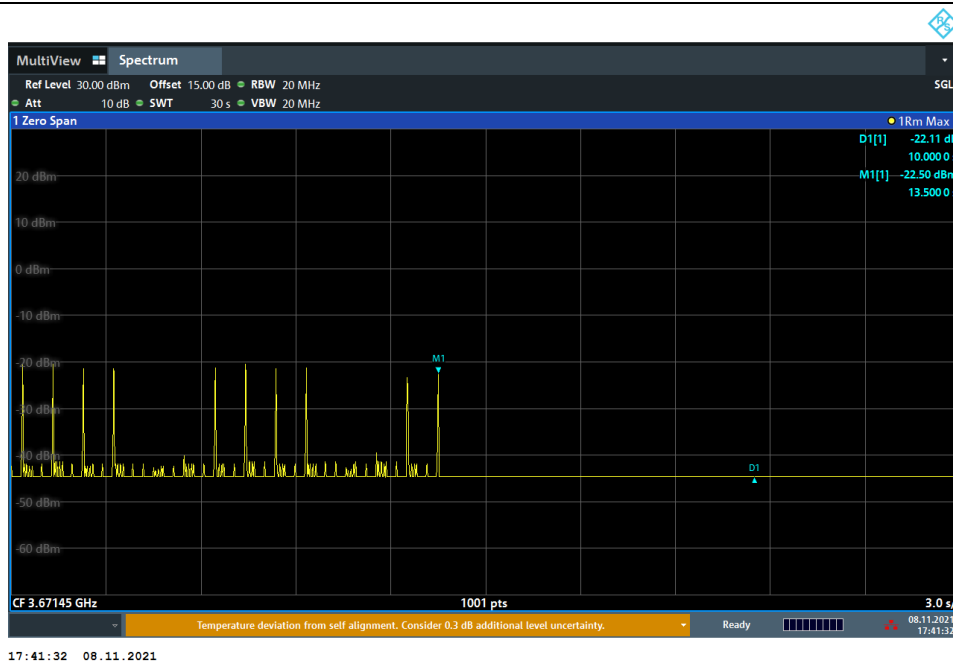 R&S
MultiView Spectrum
Ref Level 30.00 dBm Offset 15.00 dB RBW 20 MHz SGL
Att 10 dB SWT 30 s VBW 20 MHz
1 Zero Span 1Rm Max
D1[1] -22.11 d
10.000 0
20 dBm M1[1] -22.50 dBm
13.500 0
10 dBm
0 dBm
-10 dBm
-20 dBm M1
-30 dBm
-40 dBm D1
-50 dBm
-60 dBm
CF 3.67145 GHz 1001 pts 3.0 s/
Temperature deviation from self alignment. Consider 0.3 dB additional level uncertainty. Ready 08.11.2021
17:41:32
17:41:32 08.11.2021